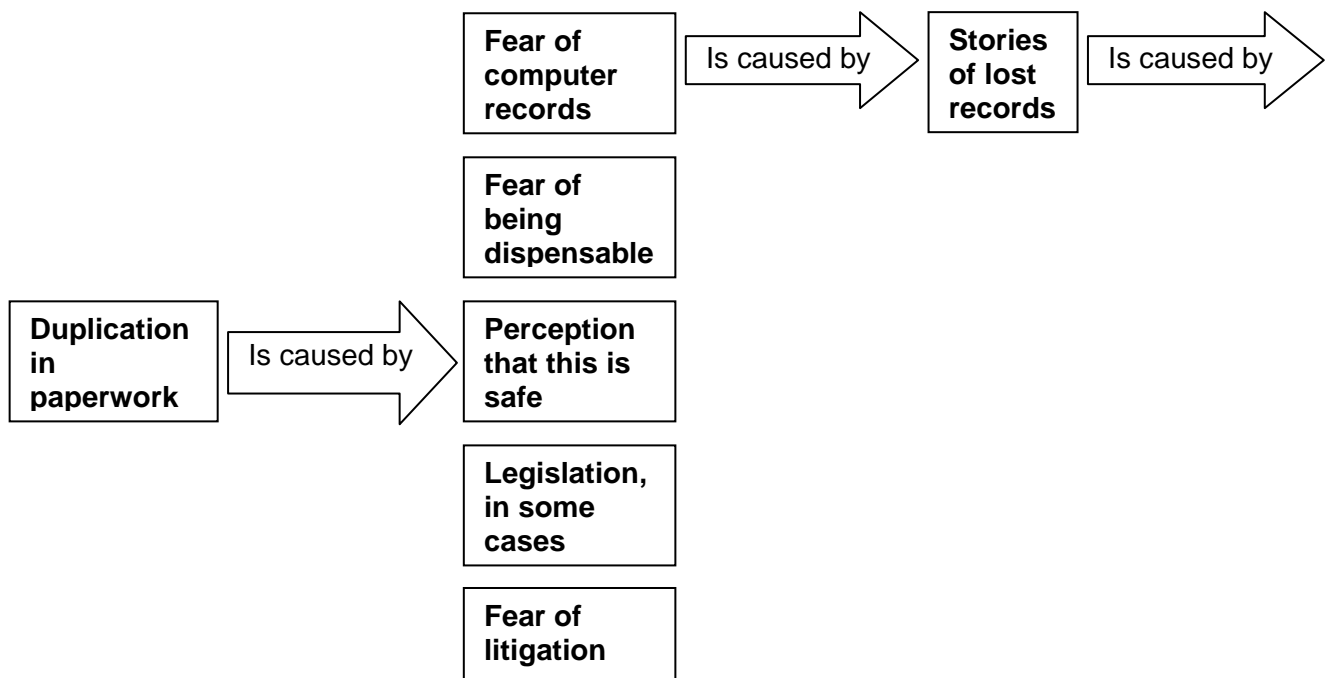 Fear of
computer
records
Is caused by
Stories
of lost
records
Is caused by
Fear of
being
dispensable
Duplication
in
paperwork
Is caused by
Perception
that this is
safe
Legislation,
in some
cases
Fear of
litigation